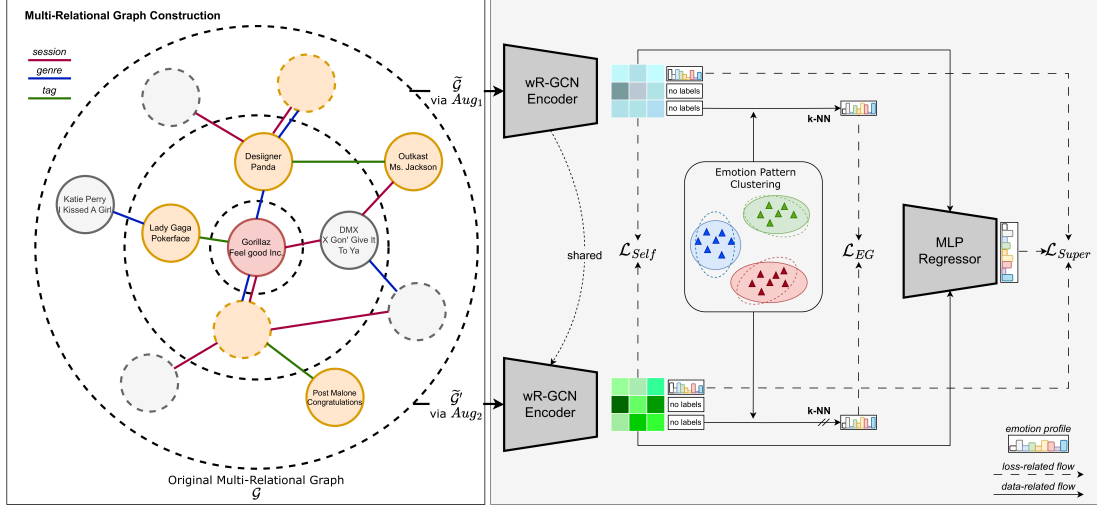 Multi-Relational Graph Construction
session
genre
tag
Desiigner
Panda
Outkast
Ms. Jackson
Katie Perry
I Kissed A Girl
Lady Gaga
Pokerface
Gorillaz
Feel good Inc.
DMX
X Gon' Give It
To Ya
Post Malone
Congratulations
Original Multi-Relational Graph
𝒢
𝒢̃
via Aug₁
𝒢̃'
via Aug₂
wR-GCN
Encoder
shared
wR-GCN
Encoder
no labels
no labels
k-NN
Emotion Pattern
Clustering
ℒ_Self
ℒ_EG
MLP
Regressor
ℒ_Super
no labels
no labels
k-NN
emotion profile
loss-related flow
data-related flow